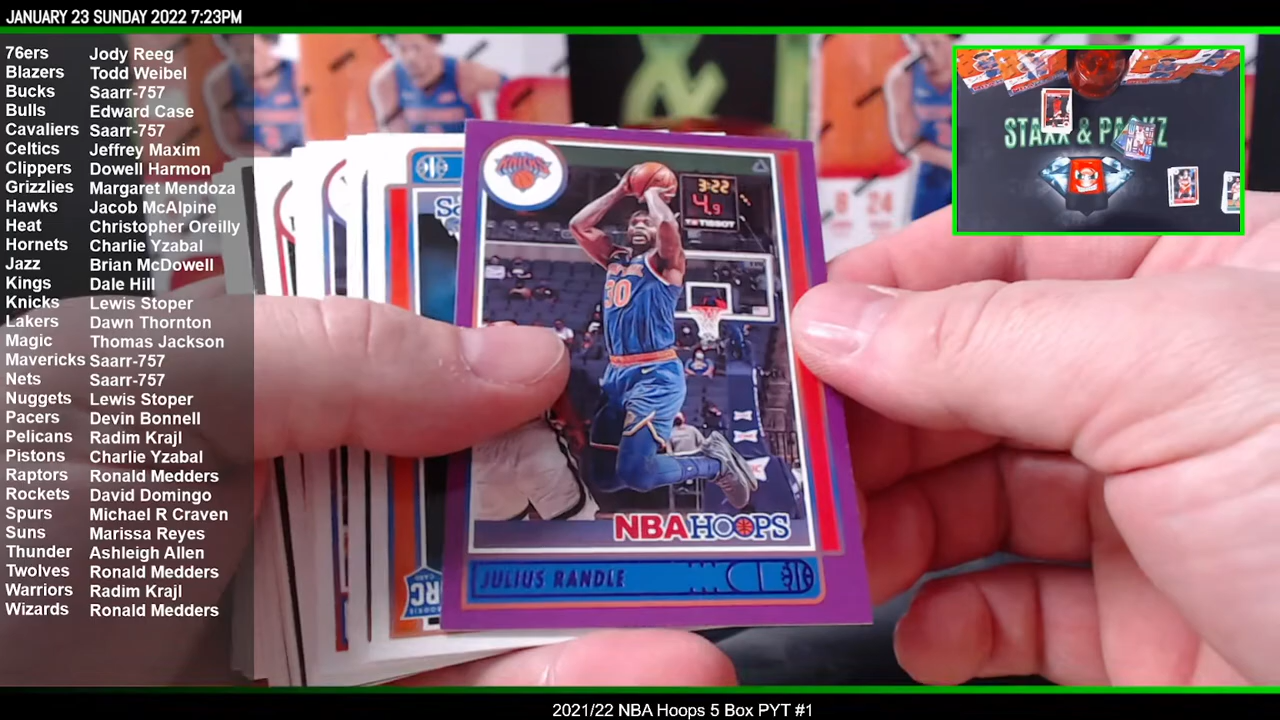 JANUARY 23 SUNDAY 2022 7:23PM
76ers Jody Reeg
Blazers Todd Weibel
Bucks Saarr-757
Bulls Edward Case
Cavaliers Saarr-757
Celtics Jeffrey Maxim
Clippers Dowell Harmon
Grizzlies Margaret Mendoza
Hawks Jacob McAlpine
Heat Christopher Oreilly
Hornets Charlie Yzabal
Jazz Brian McDowell
Kings Dale Hill
Knicks Lewis Stoper
Lakers Dawn Thornton
Magic Thomas Jackson
Mavericks Saarr-757
Nets Saarr-757
Nuggets Lewis Stoper
Pacers Devin Bonnell
Pelicans Radim Krajl
Pistons Charlie Yzabal
Raptors Ronald Medders
Rockets David Domingo
Spurs Michael R Craven
Suns Marissa Reyes
Thunder Ashleigh Allen
Twolves Ronald Medders
Warriors Radim Krajl
Wizards Ronald Medders
KNICKS
3:22
4.9
TISSOT
30
NBA HOOPS
JULIUS RANDLE
8 24
STAXX & PACKZ
2021/22 NBA Hoops 5 Box PYT #1